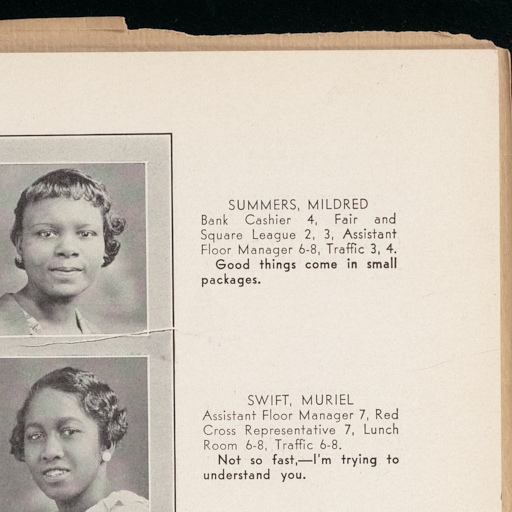 SUMMERS, MILDRED
Bank Cashier 4, Fair and
Square League 2, 3, Assistant
Floor Manager 6-8, Traffic 3, 4.
Good things come in small
packages.
SWIFT, MURIEL
Assistant Floor Manager 7, Red
Cross Representative 7, Lunch
Room 6-8, Traffic 6-8.
Not so fast,—I'm trying to
understand you.